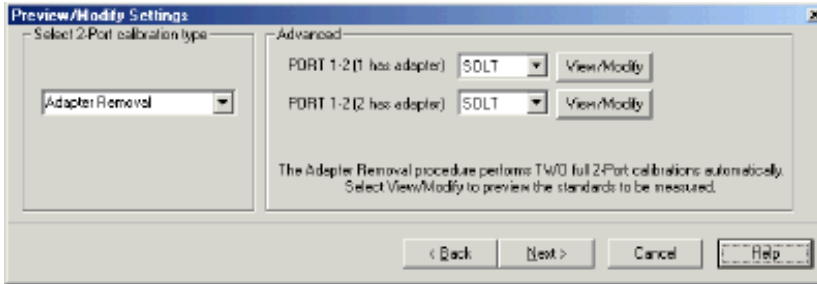 Preview/Modify Settings
Select 2-Port calibration type
Adapter Removal
Advanced
PORT 1-2 (1 has adapter) SOLT View/Modify
PORT 1-2 (2 has adapter) SOLT View/Modify
The Adapter Removal procedure performs TWO full 2-Port calibrations automatically.
Select View/Modify to preview the standards to be measured.
< Back Next > Cancel Help